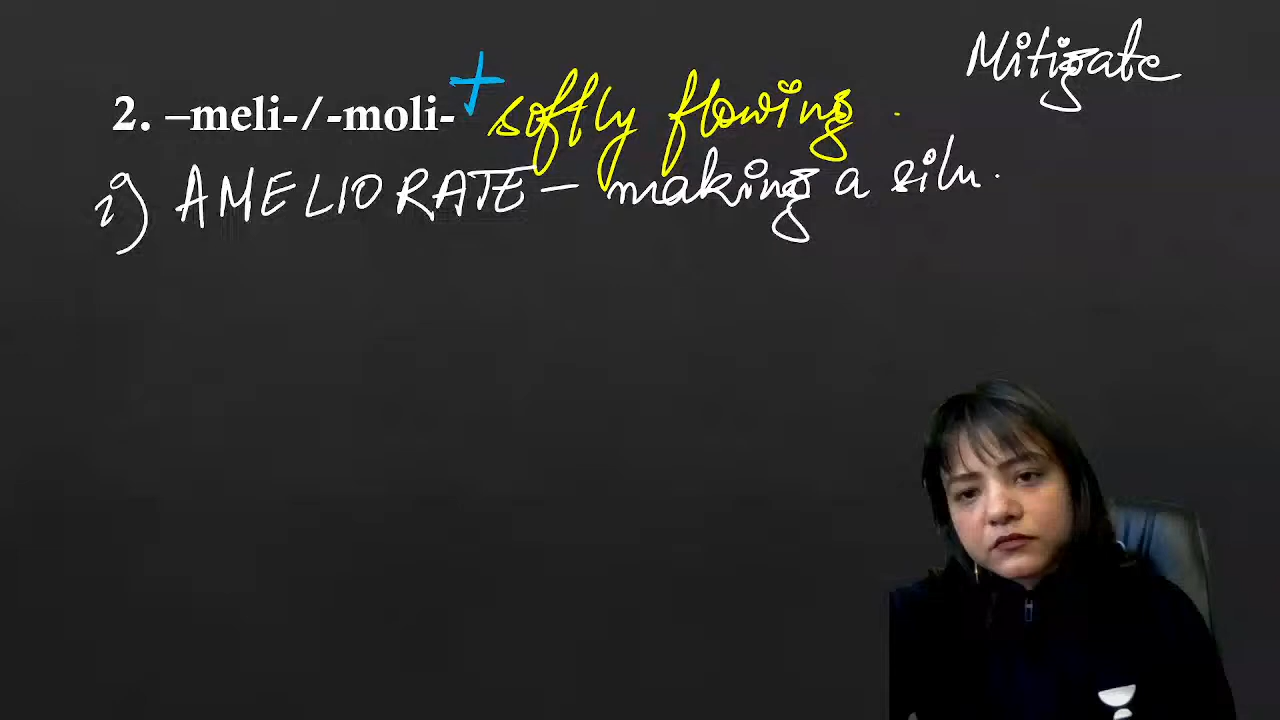 Mitigate
2. –meli-/-moli- + softly flowing .
i) AMELIORATE – making a situ.